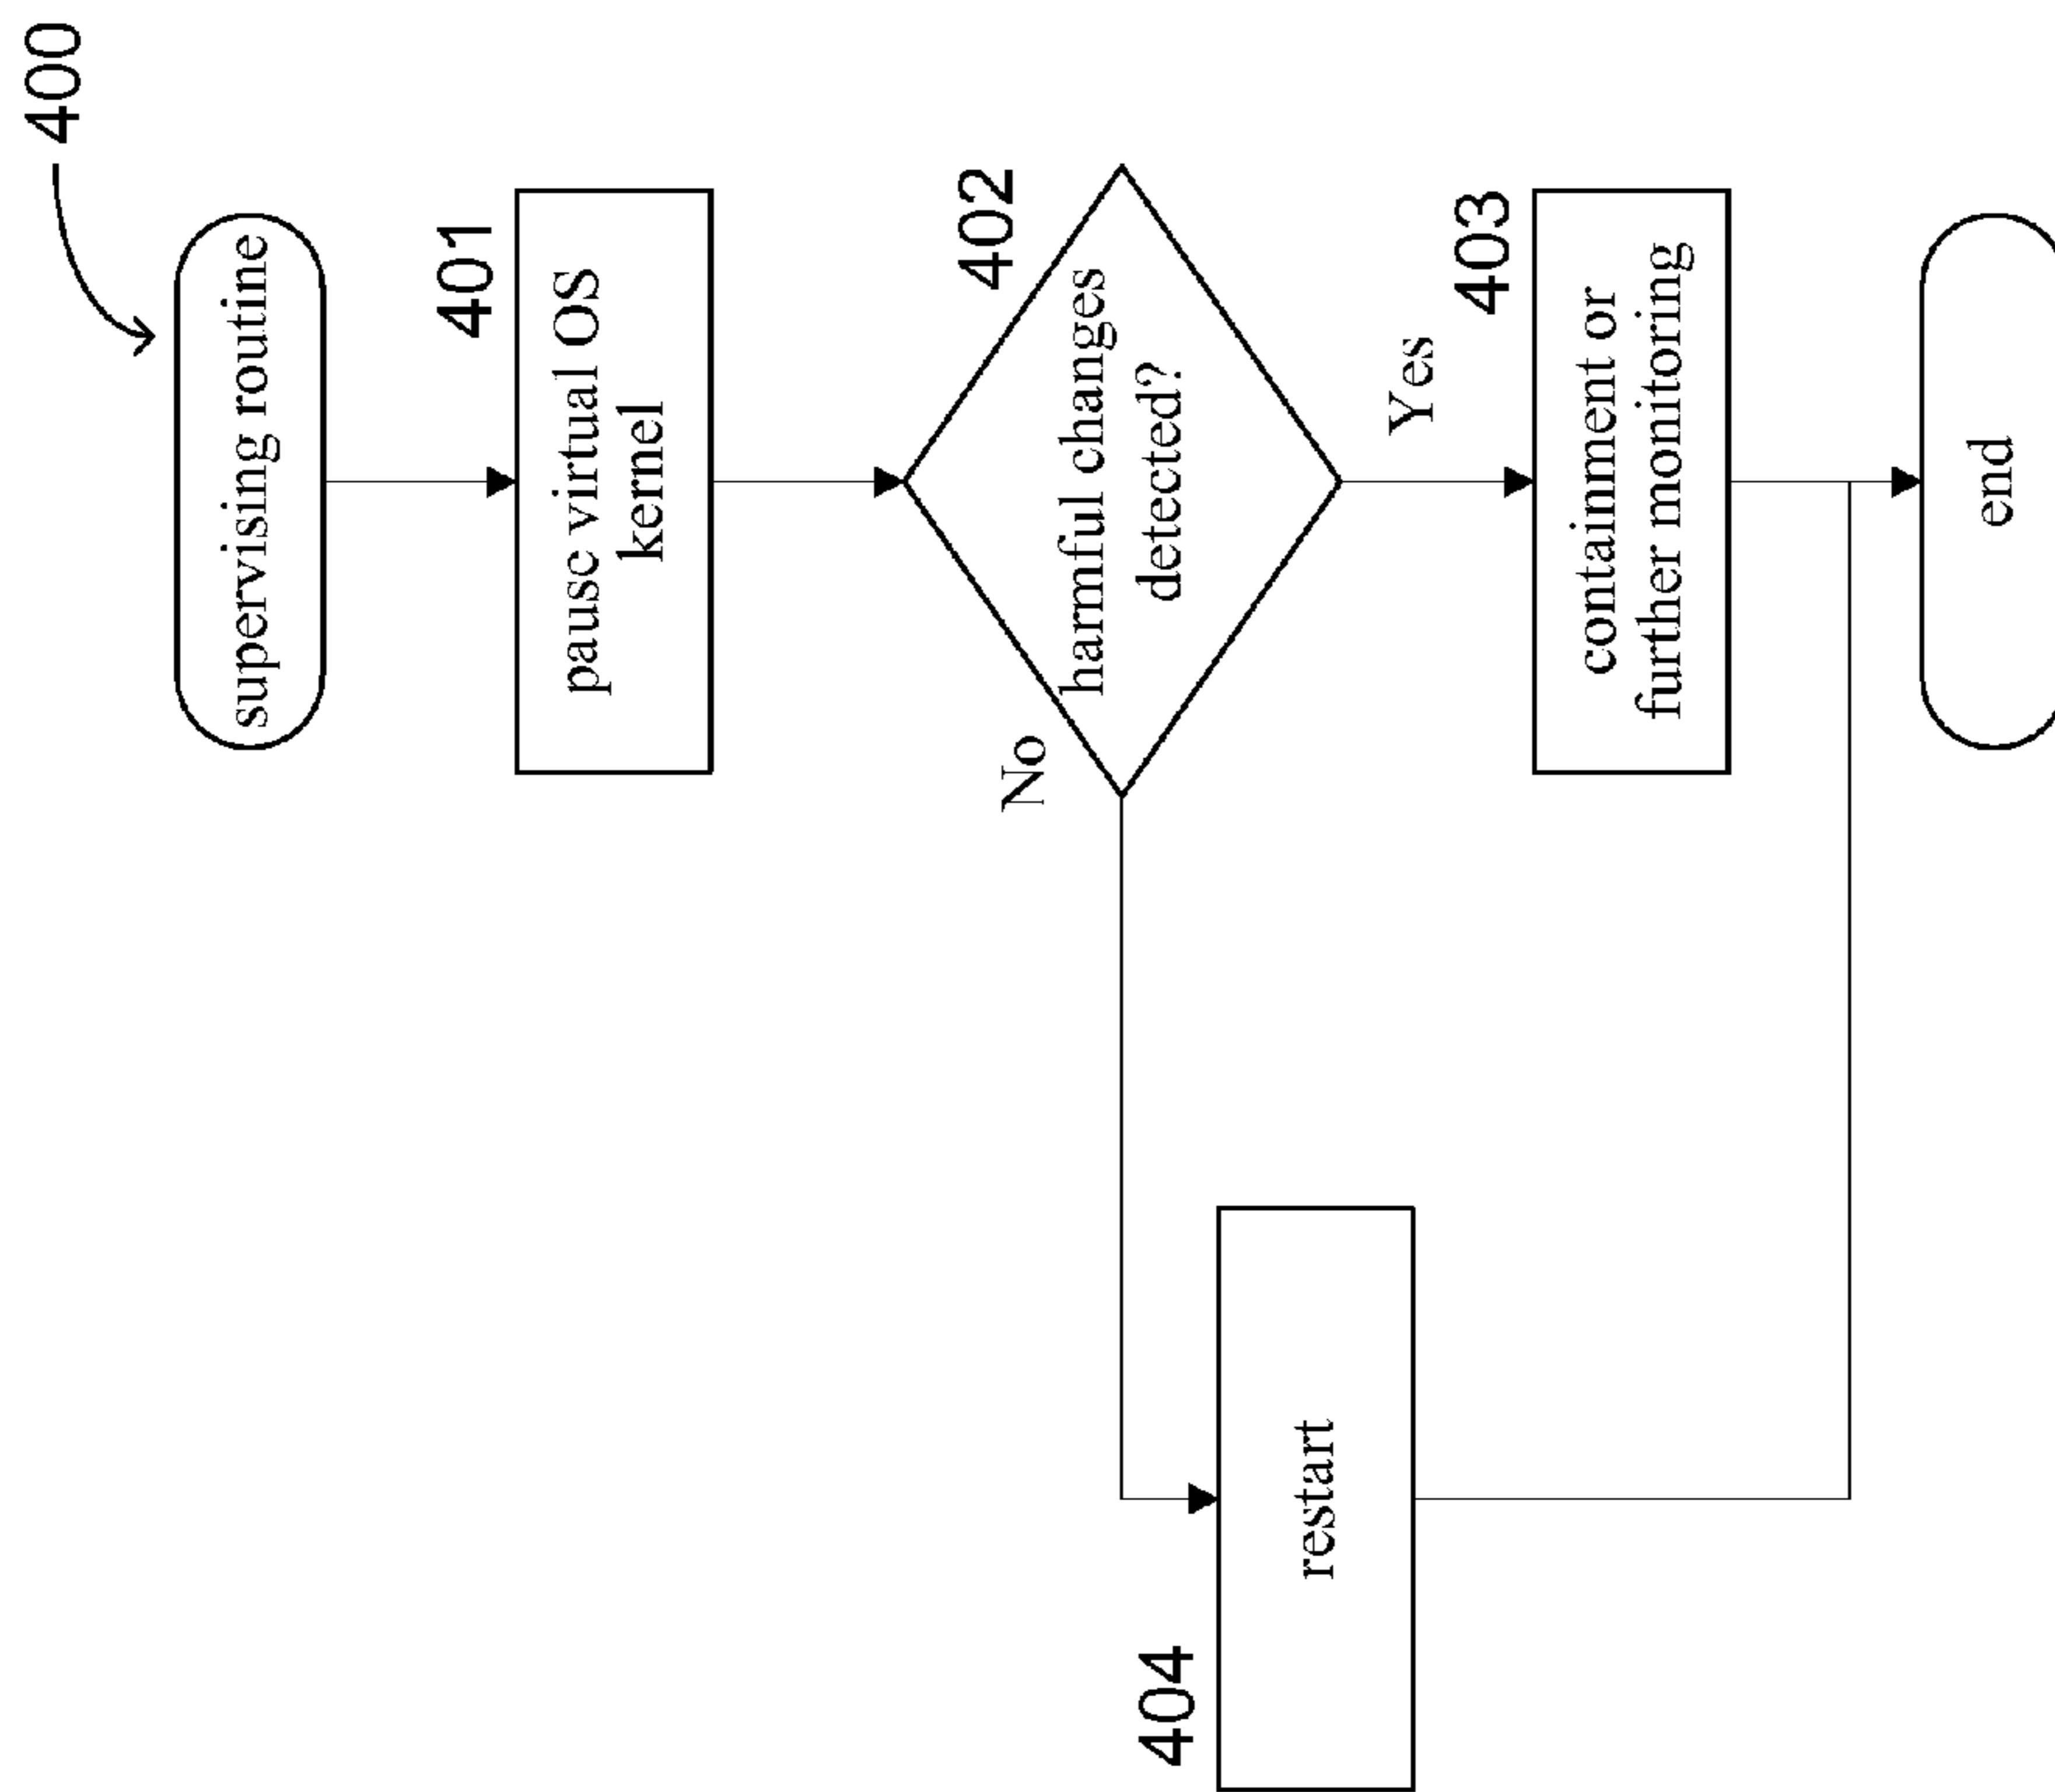 400
supervising routine
401
pause virtual OS
kernel
402
harmful changes
detected?
No
Yes
403
containment or
further monitoring
404
restart
end